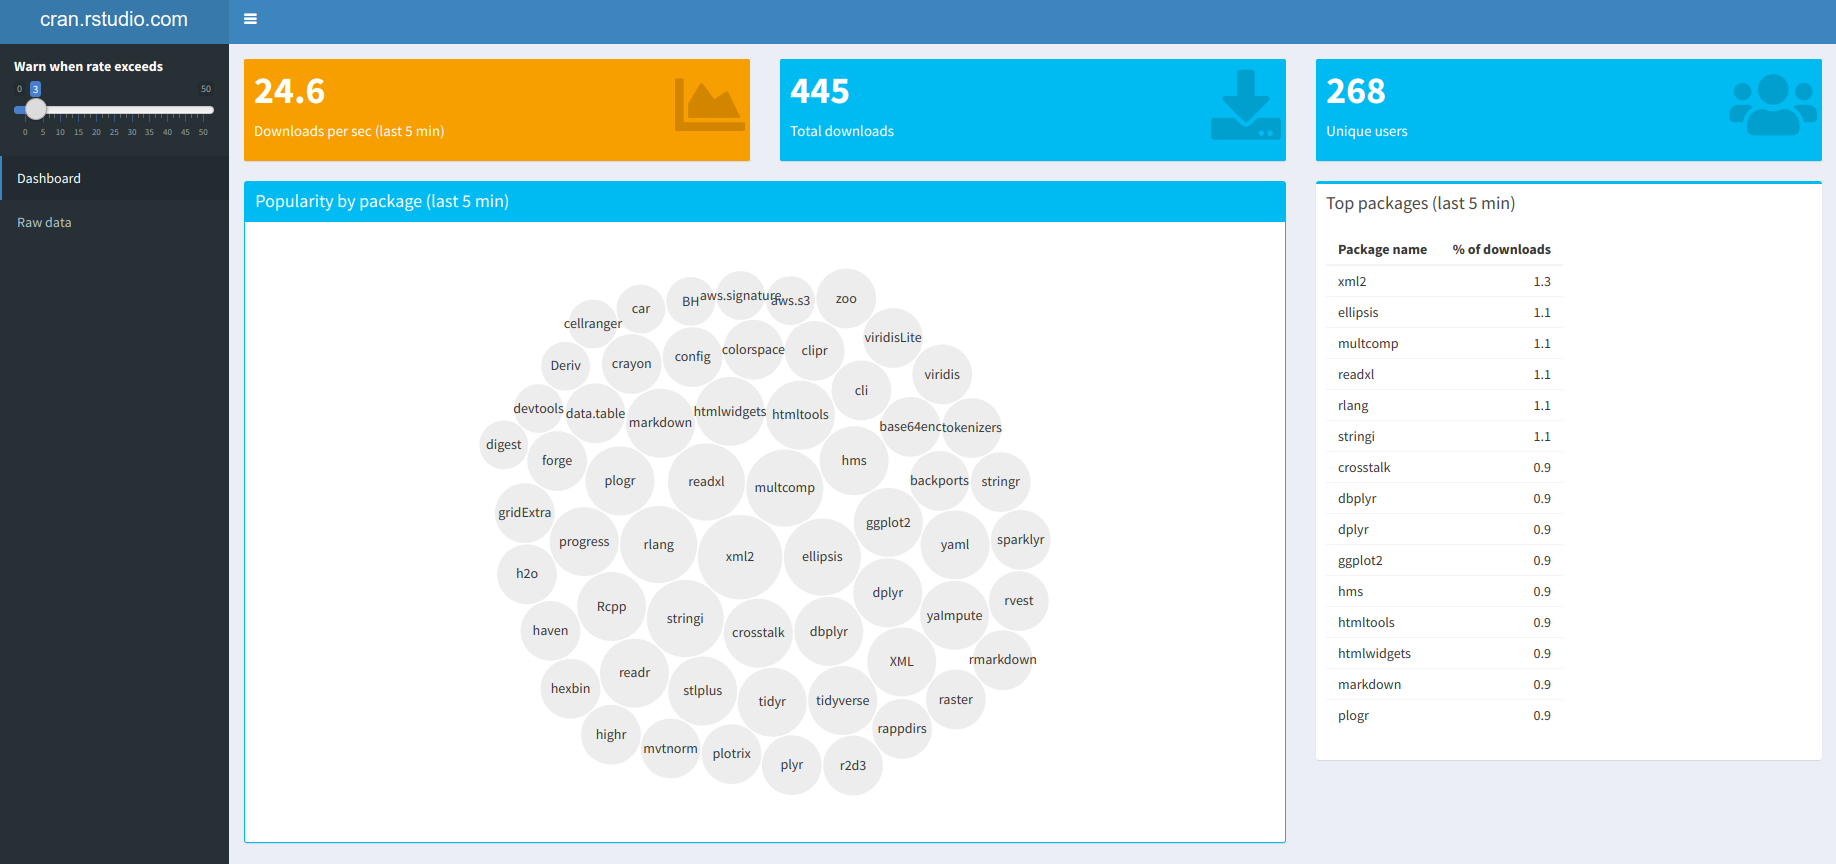 cran.rstudio.com
Warn when rate exceeds
0 3 50
0 5 10 15 20 25 30 35 40 45 50
Dashboard
Raw data
24.6
Downloads per sec (last 5 min)
445
Total downloads
268
Unique users
Popularity by package (last 5 min)
zoo
aws.signature
aws.s3
BH
car
cellranger
viridisLite
colorspace
clipr
config
crayon
Deriv
viridis
cli
devtools
data.table
markdown
htmlwidgets
htmltools
base64enc
tokenizers
digest
forge
plogr
readxl
multcomp
hms
backports
stringr
gridExtra
progress
rlang
xml2
ellipsis
ggplot2
yaml
sparklyr
h2o
Rcpp
stringi
crosstalk
dbplyr
dplyr
yaImpute
rvest
haven
readr
stlplus
tidyr
tidyverse
XML
rmarkdown
hexbin
raster
highr
mvtnorm
plotrix
plyr
r2d3
rappdirs
Top packages (last 5 min)
Package name % of downloads
xml2 1.3
ellipsis 1.1
multcomp 1.1
readxl 1.1
rlang 1.1
stringi 1.1
crosstalk 0.9
dbplyr 0.9
dplyr 0.9
ggplot2 0.9
hms 0.9
htmltools 0.9
htmlwidgets 0.9
markdown 0.9
plogr 0.9